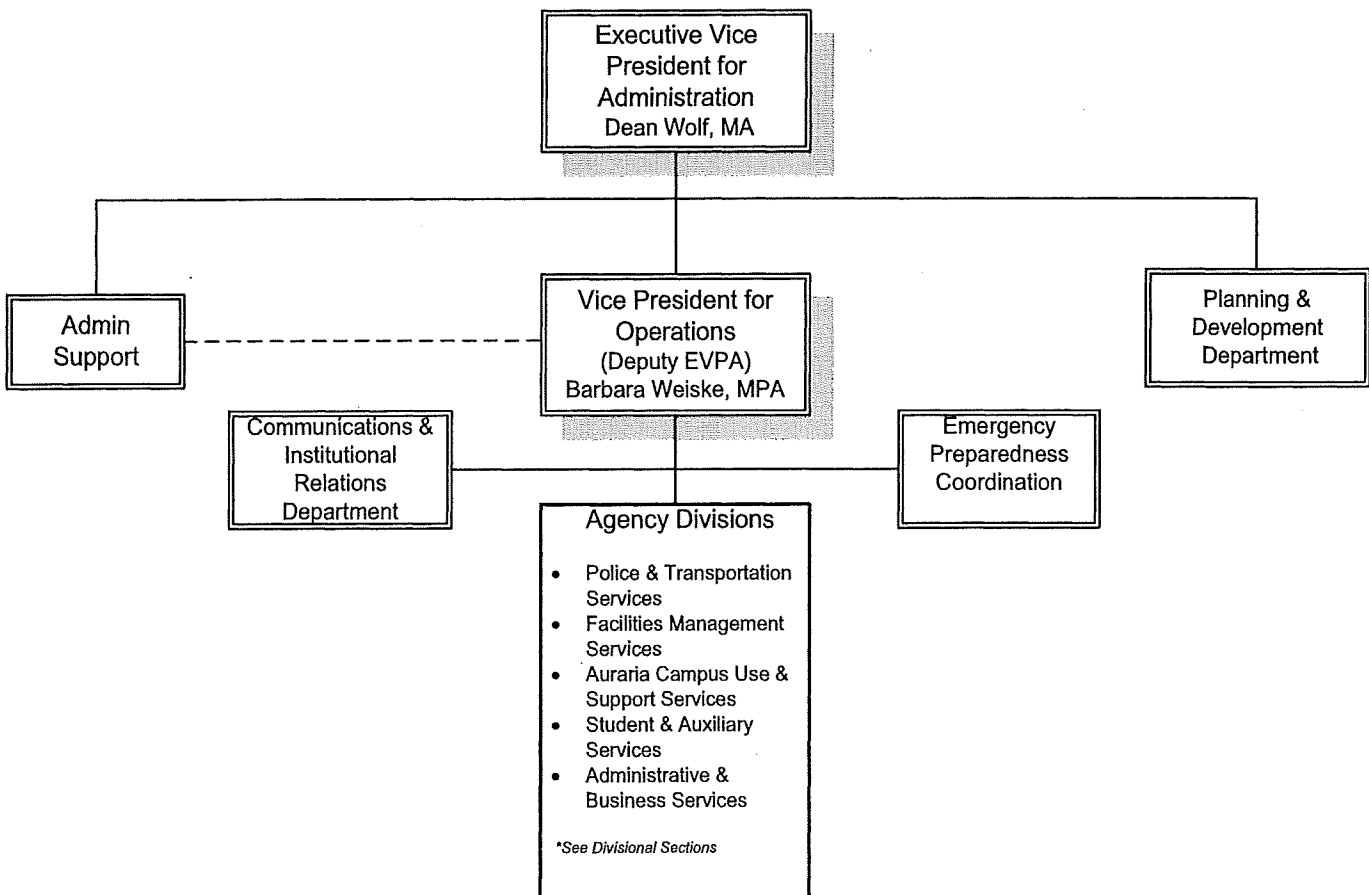 Executive Vice
President for
Administration
Dean Wolf, MA
Admin
Support
Vice President for
Operations
(Deputy EVPA)
Barbara Weiske, MPA
Planning &
Development
Department
Communications &
Institutional
Relations
Department
Emergency
Preparedness
Coordination
Agency Divisions
• Police & Transportation
Services
• Facilities Management
Services
• Auraria Campus Use &
Support Services
• Student & Auxiliary
Services
• Administrative &
Business Services
*See Divisional Sections